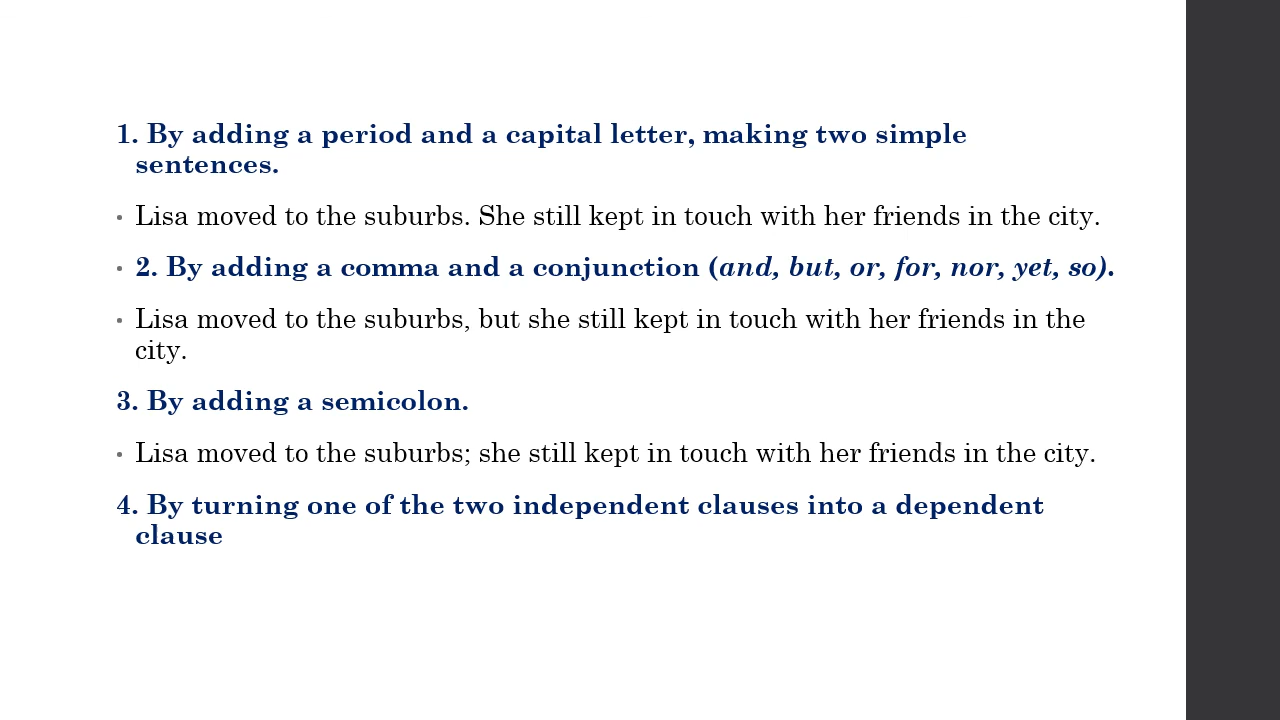 1. By adding a period and a capital letter, making two simple
sentences.
• Lisa moved to the suburbs. She still kept in touch with her friends in the city.
• 2. By adding a comma and a conjunction (and, but, or, for, nor, yet, so).
• Lisa moved to the suburbs, but she still kept in touch with her friends in the
city.
3. By adding a semicolon.
• Lisa moved to the suburbs; she still kept in touch with her friends in the city.
4. By turning one of the two independent clauses into a dependent
clause